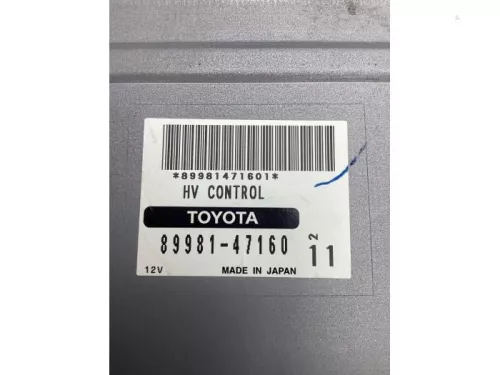 *89981471601*
HV CONTROL
TOYOTA
89981-47160 2
11
12V MADE IN JAPAN